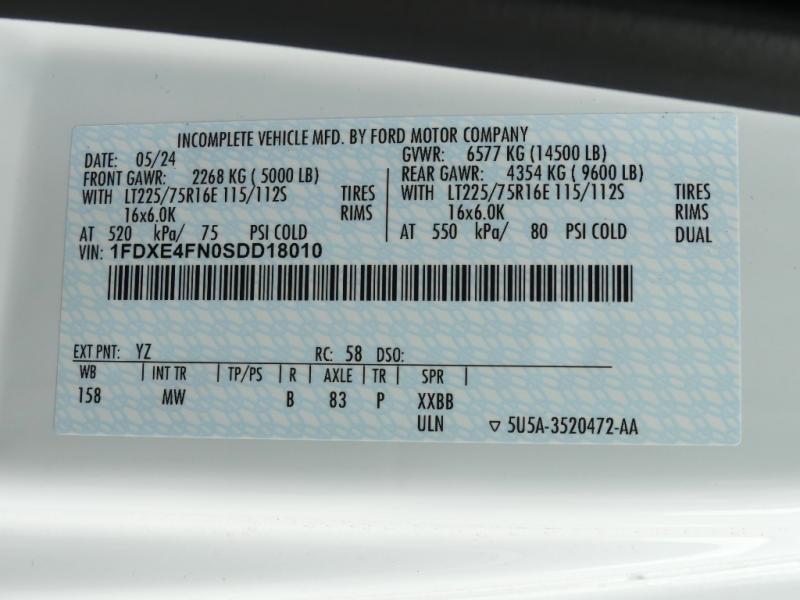 INCOMPLETE VEHICLE MFD. BY FORD MOTOR COMPANY
DATE: 05/24 GVWR: 6577 KG (14500 LB)
FRONT GAWR: 2268 KG ( 5000 LB) REAR GAWR: 4354 KG ( 9600 LB)
WITH LT225/75R16E 115/112S TIRES WITH LT225/75R16E 115/112S TIRES
16x6.0K RIMS 16x6.0K RIMS
AT 520 kPa/ 75 PSI COLD AT 550 kPa/ 80 PSI COLD DUAL
VIN: 1FDXE4FN0SDD18010
EXT PNT: YZ RC: 58 DSO:
WB INT TR TP/PS R AXLE TR SPR
158 MW B 83 P XXBB
ULN ▽ 5U5A-3520472-AA